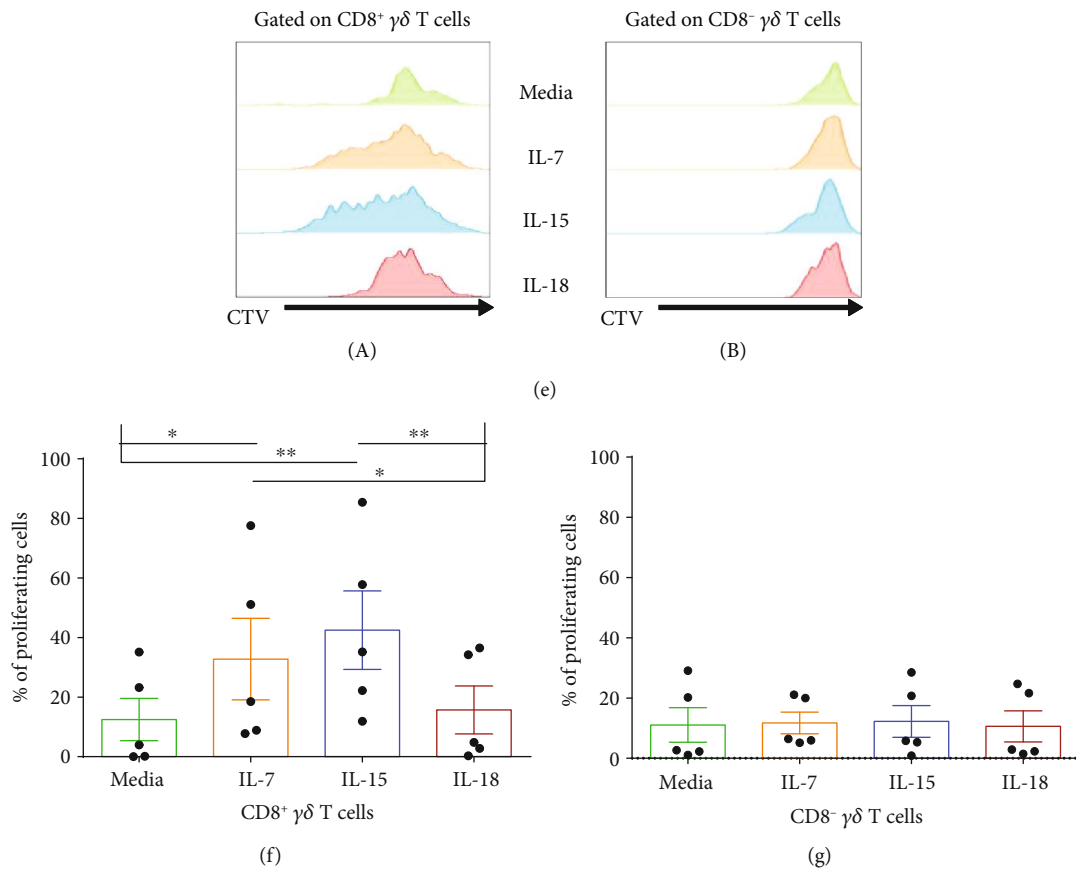 Gated on CD8⁺ γδ T cells
Gated on CD8⁻ γδ T cells
Media
IL-7
IL-15
IL-18
CTV
CTV
(A)
(B)
(e)
* **
**
*
100
80
60
40
20
0
% of proliferating cells
Media IL-7 IL-15 IL-18
CD8⁺ γδ T cells
(f)
100
80
60
40
20
0
% of proliferating cells
Media IL-7 IL-15 IL-18
CD8⁻ γδ T cells
(g)